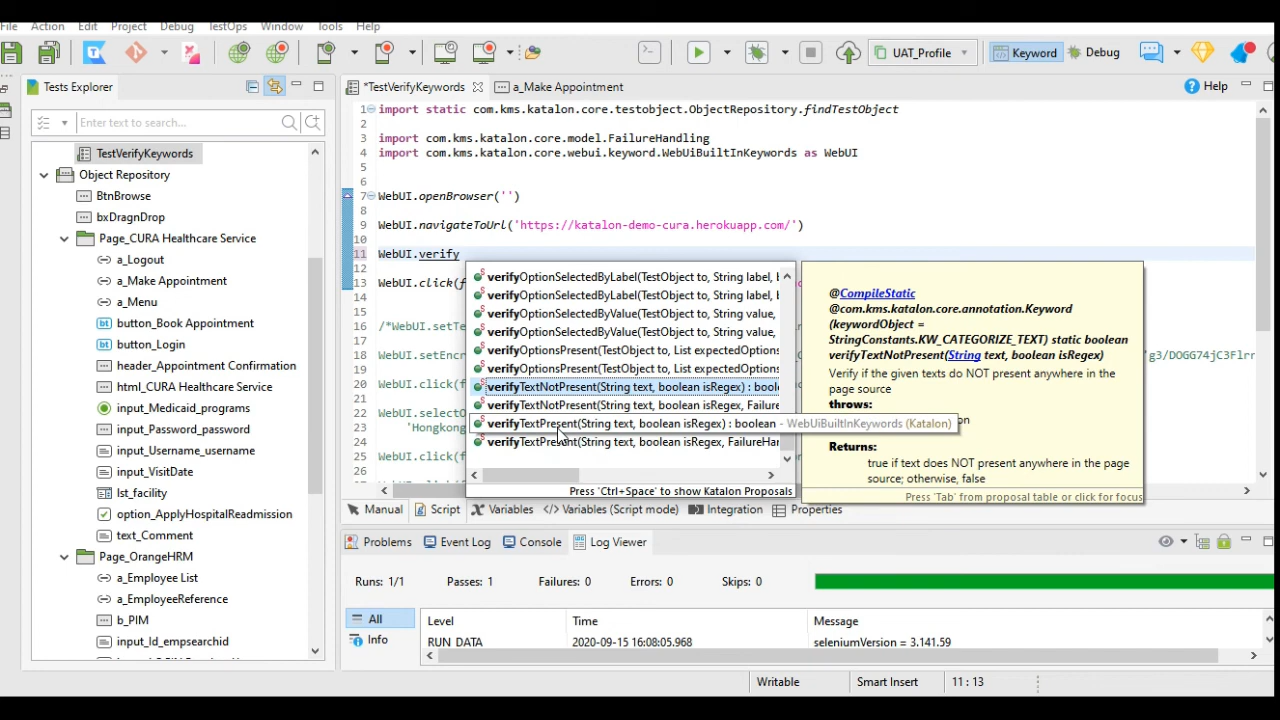 File Action Edit Project Debug TestOps Window Tools Help
UAT_Profile Keyword Debug
Tests Explorer
*TestVerifyKeywords a_Make Appointment Help
Enter text to search...
TestVerifyKeywords
Object Repository
BtnBrowse
bxDragnDrop
Page_CURA Healthcare Service
a_Logout
a_Make Appointment
a_Menu
button_Book Appointment
button_Login
header_Appointment Confirmation
html_CURA Healthcare Service
input_Medicaid_programs
input_Password_password
input_Username_username
input_VisitDate
lst_facility
option_ApplyHospitalReadmission
text_Comment
Page_OrangeHRM
a_Employee List
a_EmployeeReference
b_PIM
input_Id_empsearchid
1 import static com.kms.katalon.core.testobject.ObjectRepository.findTestObject
2
3 import com.kms.katalon.core.model.FailureHandling
4 import com.kms.katalon.core.webui.keyword.WebUiBuiltInKeywords as WebUI
5
6
7 WebUI.openBrowser('')
8
9 WebUI.navigateToUrl('https://katalon-demo-cura.herokuapp.com/')
10
11 WebUI.verify
12
13 WebUI.click(f
14
15
16 /*WebUI.setTe
17
18 WebUI.setEncr g3/DOGG74jC3Flrr
19
20 WebUI.click(f
21
22 WebUI.selectO
23 'Hongkong
24
25 WebUI.click(f
26
verifyOptionSelectedByLabel(TestObject to, String label, b
verifyOptionSelectedByLabel(TestObject to, String label, b
verifyOptionSelectedByValue(TestObject to, String value,
verifyOptionSelectedByValue(TestObject to, String value,
verifyOptionsPresent(TestObject to, List expectedOptions
verifyOptionsPresent(TestObject to, List expectedOptions
verifyTextNotPresent(String text, boolean isRegex) : boole
verifyTextNotPresent(String text, boolean isRegex, Failure
verifyTextPresent(String text, boolean isRegex) : boolean - WebUiBuiltInKeywords (Katalon)
verifyTextPresent(String text, boolean isRegex, FailureHar
Press 'Ctrl+Space' to show Katalon Proposals
@CompileStatic
@com.kms.katalon.core.annotation.Keyword
(keywordObject =
StringConstants.KW_CATEGORIZE_TEXT) static boolean
verifyTextNotPresent(String text, boolean isRegex)
Verify if the given texts do NOT present anywhere in the
page source
throws:
Returns:
true if text does NOT present anywhere in the page
source; otherwise, false
Press 'Tab' from proposal table or click for focus
Manual Script Variables Variables (Script mode) Integration Properties
Problems Event Log Console Log Viewer
Runs: 1/1 Passes: 1 Failures: 0 Errors: 0 Skips: 0
All
Info
Level Time Message
RUN_DATA 2020-09-15 16:08:05.968 seleniumVersion = 3.141.59
Writable Smart Insert 11 : 13